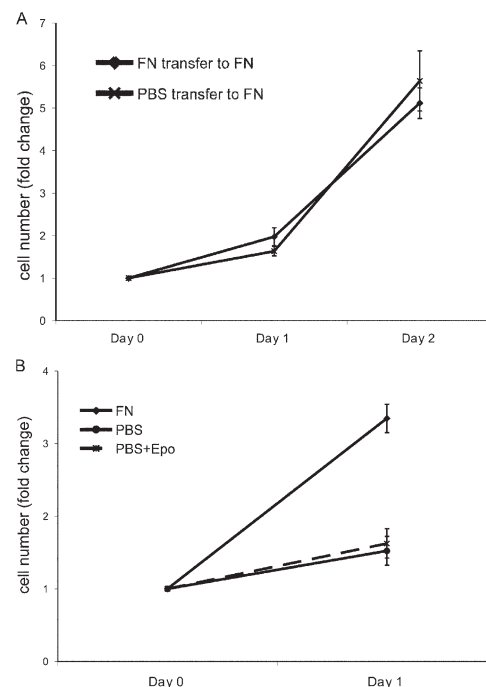 A
7
6
5
4
3
2
1
0
cell number (fold change)
FN transfer to FN
PBS transfer to FN
Day 0 Day 1 Day 2
B
4
3
2
1
0
cell number (fold change)
FN
PBS
PBS+Epo
Day 0 Day 1